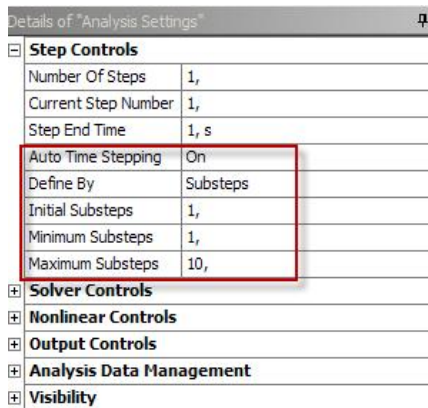 Details of "Analysis Settings"
Step Controls
Number Of Steps 1,
Current Step Number 1,
Step End Time 1, s
Auto Time Stepping On
Define By Substeps
Initial Substeps 1,
Minimum Substeps 1,
Maximum Substeps 10,
Solver Controls
Nonlinear Controls
Output Controls
Analysis Data Management
Visibility